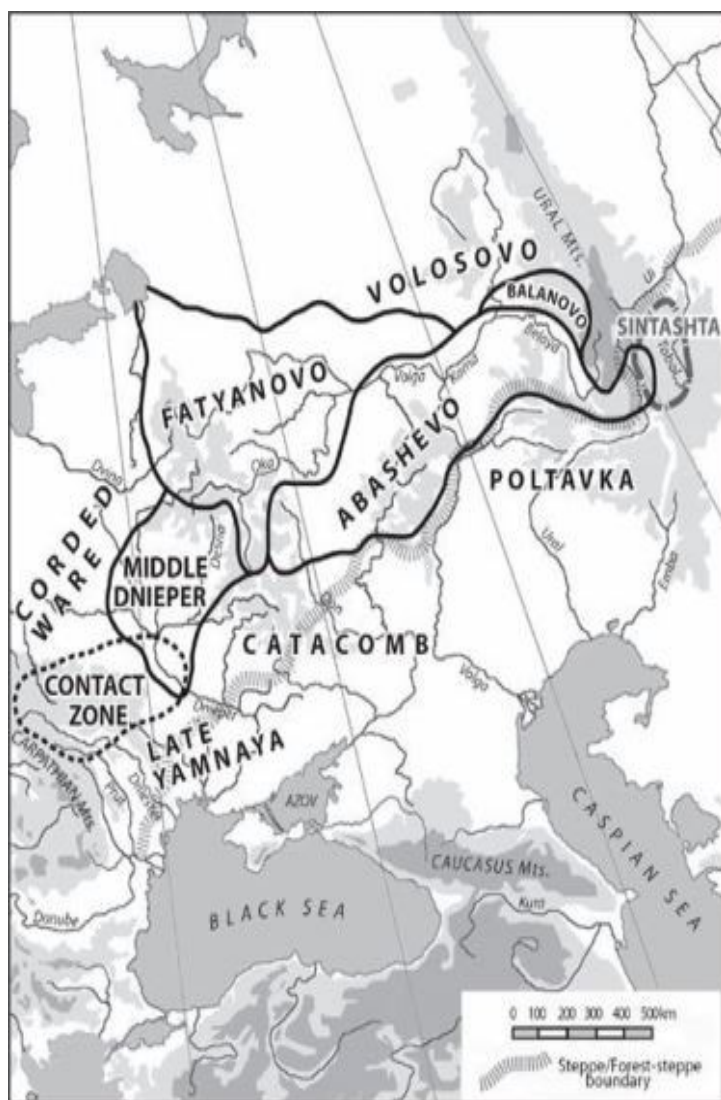 URAL MTS.
VOLOSOVO
BALANOVO
Ui
SINTASHTA
Tobol
Belaya
FATYANOVO
Volga
Kama
ABASHEVO
Oka
Dvina
POLTAVKA
CORDED
WARE
Desna
MIDDLE
DNIEPER
Ural
Emba
CATACOMB
CONTACT
ZONE
Volga
Dnieper
LATE
YAMNAYA
CARPATHIAN Mts.
Prut
Dniester
AZOV
CASPIAN SEA
CAUCASUS Mts.
BLACK SEA
Kura
Danube
0 100 200 300 400 500km
Steppe/Forest-steppe
boundary